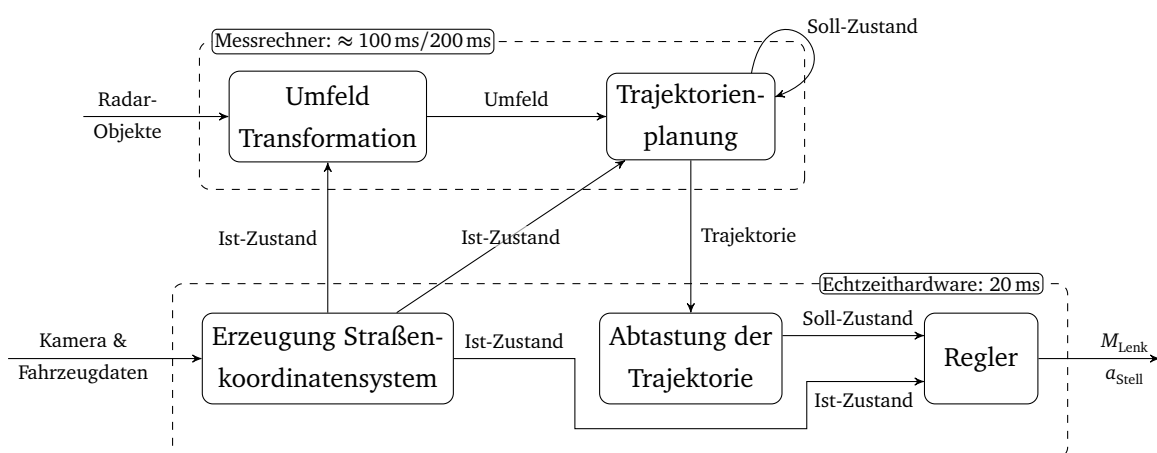 Soll-Zustand
Messrechner: ≈ 100 ms/200 ms
Radar-
Objekte
Umfeld
Transformation
Umfeld
Trajektorien-
planung
Ist-Zustand
Ist-Zustand
Trajektorie
Echtzeithardware: 20 ms
Kamera &
Fahrzeugdaten
Erzeugung Straßen-
koordinatensystem
Ist-Zustand
Abtastung der
Trajektorie
Soll-Zustand
Ist-Zustand
Regler
M_Lenk
a_Stell